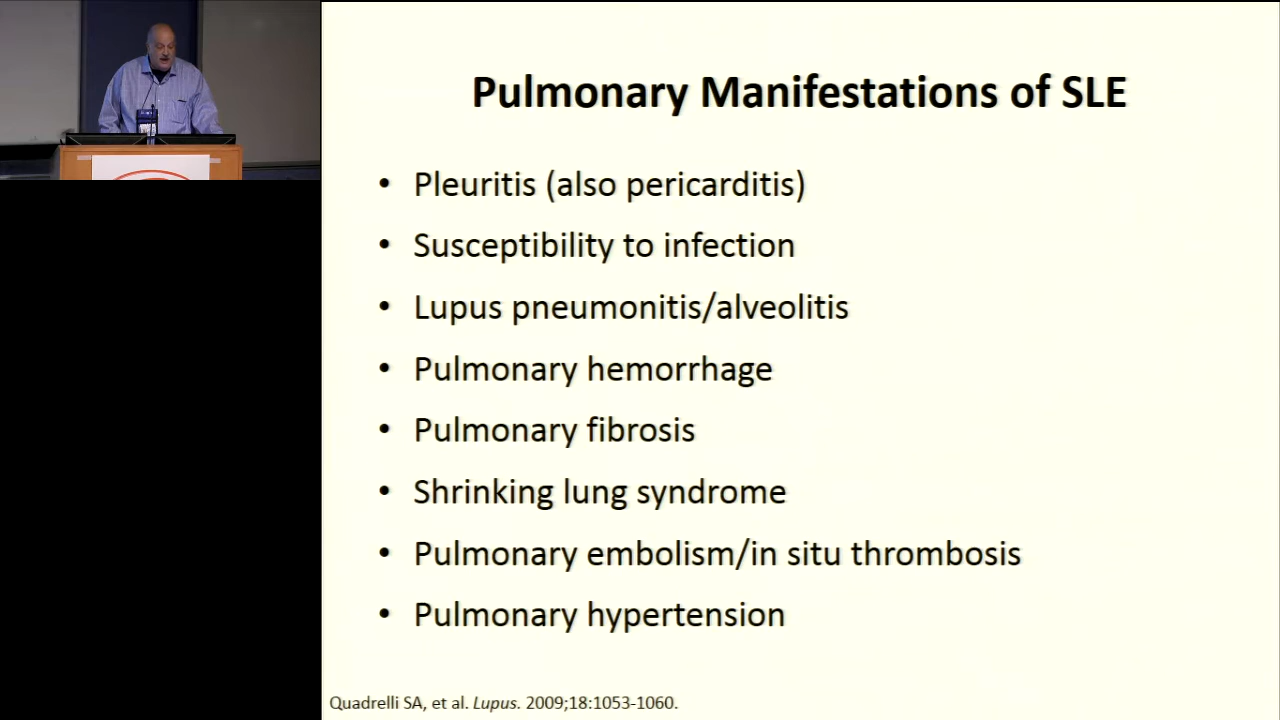 Pulmonary Manifestations of SLE
• Pleuritis (also pericarditis)
• Susceptibility to infection
• Lupus pneumonitis/alveolitis
• Pulmonary hemorrhage
• Pulmonary fibrosis
• Shrinking lung syndrome
• Pulmonary embolism/in situ thrombosis
• Pulmonary hypertension
Quadrelli SA, et al. Lupus. 2009;18:1053-1060.